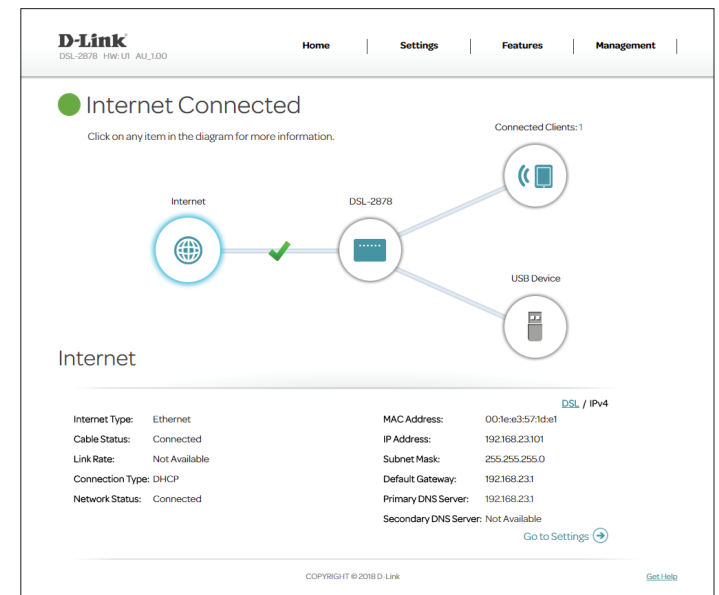 D-Link
DSL-2878 HW: U1 AU_1.00
Home Settings Features Management
Internet Connected
Click on any item in the diagram for more information.
Connected Clients: 1
Internet
DSL-2878
USB Device
Internet
DSL / IPv4
Internet Type: Ethernet MAC Address: 00:1e:e3:57:1d:e1
Cable Status: Connected IP Address: 192.168.23.101
Link Rate: Not Available Subnet Mask: 255.255.255.0
Connection Type: DHCP Default Gateway: 192.168.23.1
Network Status: Connected Primary DNS Server: 192.168.23.1
Secondary DNS Server: Not Available
Go to Settings
COPYRIGHT © 2018 D-Link Get Help